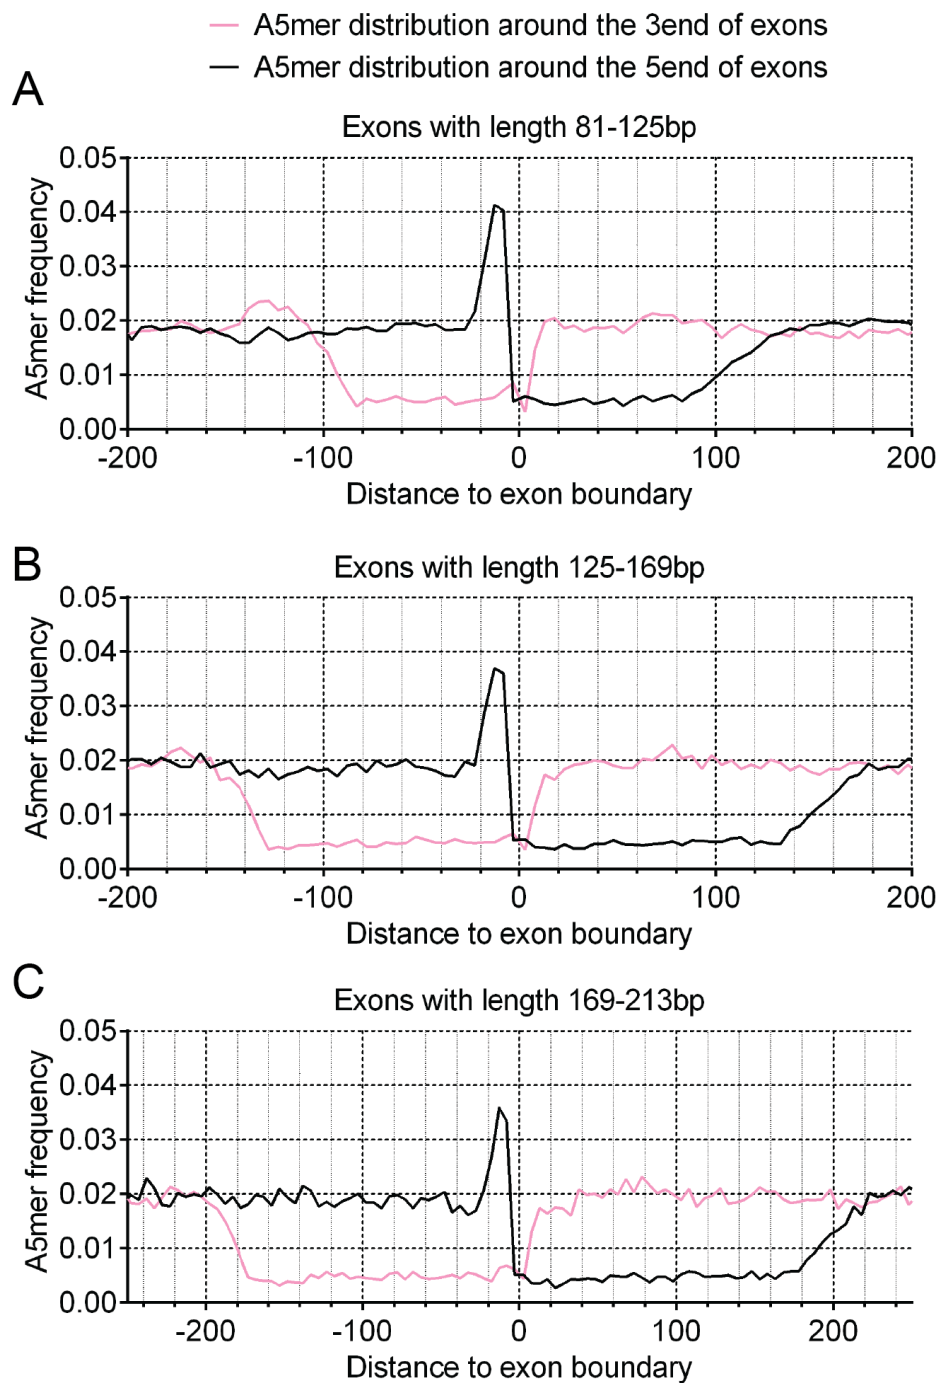 A5mer distribution around the 3end of exons
A5mer distribution around the 5end of exons
A
Exons with length 81-125bp
A5mer frequency
0.05
0.04
0.03
0.02
0.01
0.00
-200 -100 0 100 200
Distance to exon boundary
B
Exons with length 125-169bp
A5mer frequency
0.05
0.04
0.03
0.02
0.01
0.00
-200 -100 0 100 200
Distance to exon boundary
C
Exons with length 169-213bp
A5mer frequency
0.05
0.04
0.03
0.02
0.01
0.00
-200 -100 0 100 200
Distance to exon boundary